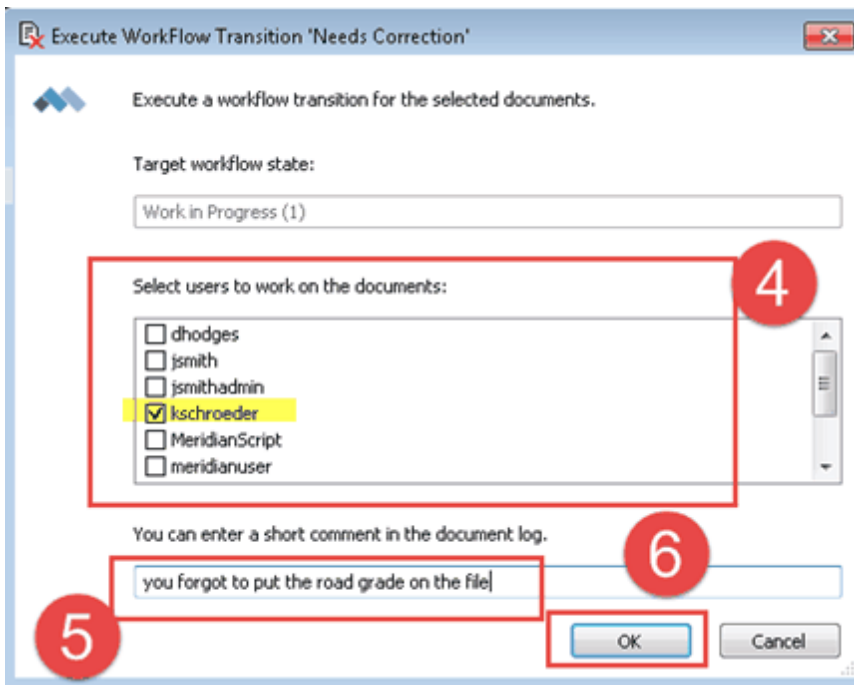 Execute WorkFlow Transition 'Needs Correction'
Execute a workflow transition for the selected documents.
Target workflow state:
Work in Progress (1)
4
Select users to work on the documents:
dhodges
jsmith
jsmithadmin
kschroeder
MeridianScript
meridianuser
You can enter a short comment in the document log.
6
you forgot to put the road grade on the file
5
OK Cancel